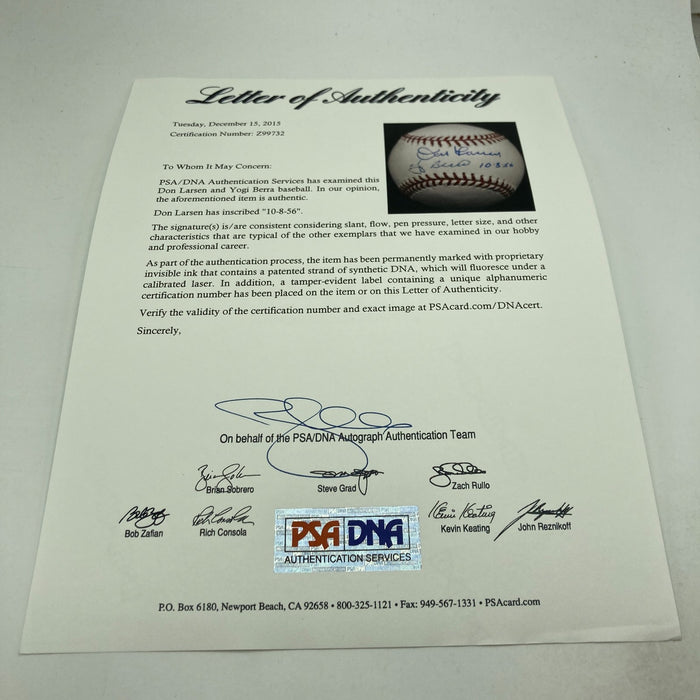 Letter of Authenticity
Tuesday, December 15, 2015
Certification Number: Z99732
Don Larsen
Yogi Berra 10-8-56
To Whom It May Concern:
PSA/DNA Authentication Services has examined this
Don Larsen and Yogi Berra baseball. In our opinion,
the aforementioned item is authentic.
Don Larsen has inscribed "10-8-56".
The signature(s) is/are consistent considering slant, flow, pen pressure, letter size, and other
characteristics that are typical of the other exemplars that we have examined in our hobby
and professional career.
As part of the authentication process, the item has been permanently marked with proprietary
invisible ink that contains a patented strand of synthetic DNA, which will fluoresce under a
calibrated laser. In addition, a tamper-evident label containing a unique alphanumeric
certification number has been placed on the item or on this Letter of Authenticity.
Verify the validity of the certification number and exact image at PSAcard.com/DNAcert.
Sincerely,
On behalf of the PSA/DNA Autograph Authentication Team
Brian Sobrero
Steve Grad
Zach Rullo
Bob Zafian
Rich Consola
Kevin Keating
John Reznikoff
PSA DNA
AUTHENTICATION SERVICES
P.O. Box 6180, Newport Beach, CA 92658 • 800-325-1121 • Fax: 949-567-1331 • PSAcard.com